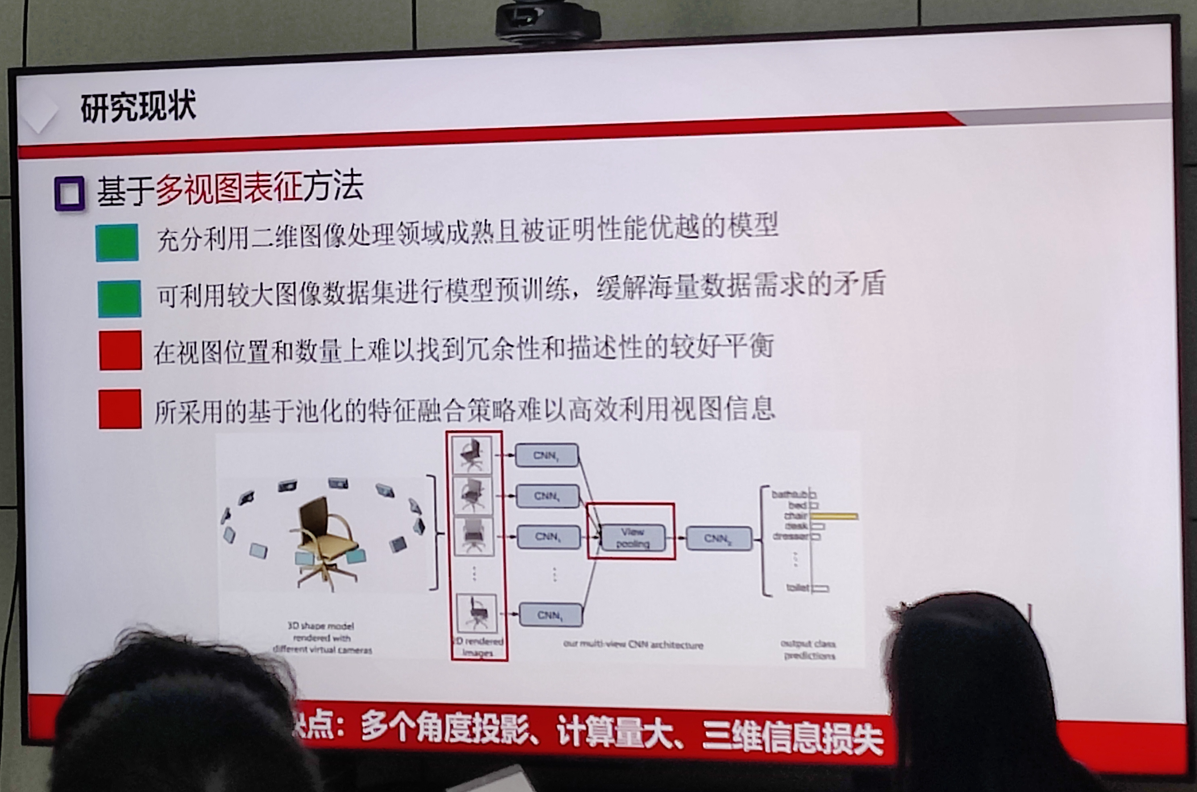 研究现状
基于多视图表征方法
充分利用二维图像处理领域成熟且被证明性能优越的模型
可利用较大图像数据集进行模型预训练，缓解海量数据需求的矛盾
在视图位置和数量上难以找到冗余性和描述性的较好平衡
所采用的基于池化的特征融合策略难以高效利用视图信息
CNN₁
CNN₁
CNN₁
CNN₁
View
pooling
CNN₂
bathtub
bed
chair
desk
dresser
toilet
3D shape model
rendered with
different virtual cameras
2D rendered
images
our multi-view CNN architecture
output class
predictions
缺点：多个角度投影、计算量大、三维信息损失